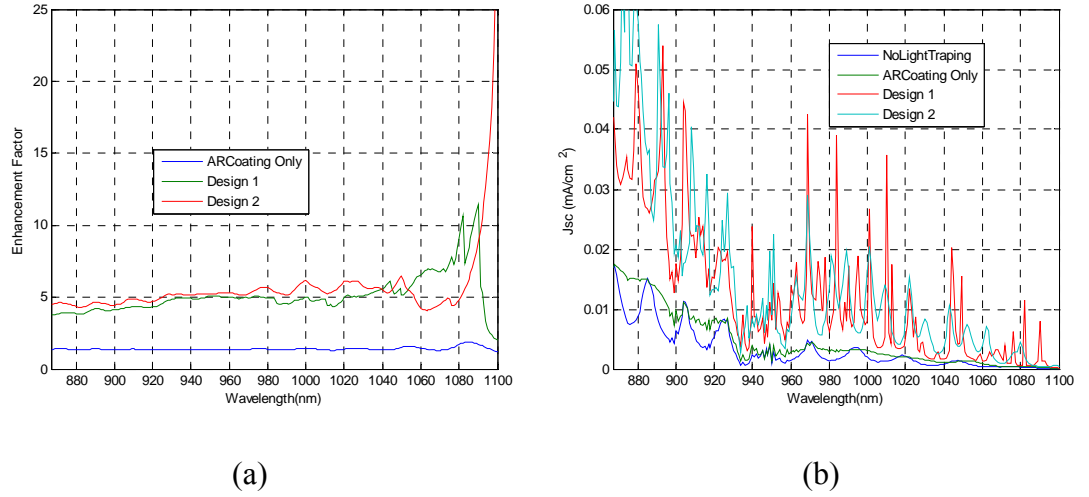 25
20
15
10
5
0
Enhancement Factor
ARCoating Only
Design 1
Design 2
880 900 920 940 960 980 1000 1020 1040 1060 1080 1100
Wavelength(nm)
(a)
0.06
0.05
0.04
0.03
0.02
0.01
0
Jsc (mA/cm 2)
NoLightTraping
ARCoating Only
Design 1
Design 2
880 900 920 940 960 980 1000 1020 1040 1060 1080 1100
Wavelength(nm)
(b)